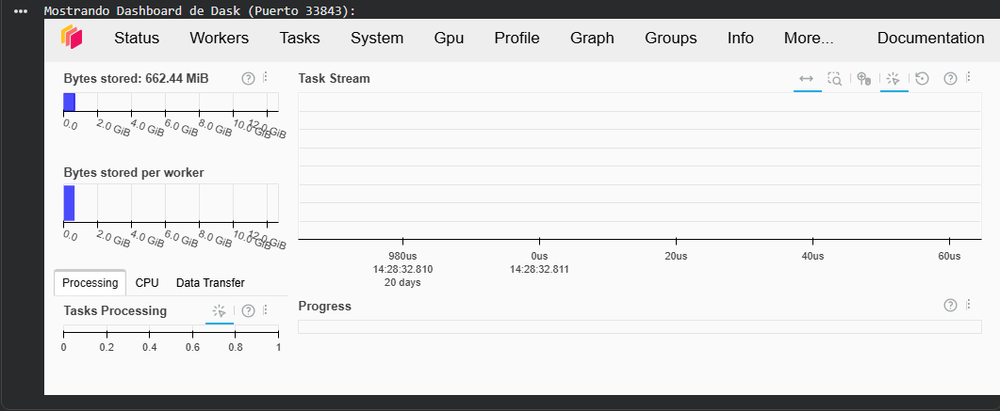 Mostrando Dashboard de Dask (Puerto 33843):
Status Workers Tasks System Gpu Profile Graph Groups Info More... Documentation
Bytes stored: 662.44 MiB
0.0 2.0 GiB 4.0 GiB 6.0 GiB 8.0 GiB 10.0 GiB 12.0 GiB
Bytes stored per worker
0.0 2.0 GiB 4.0 GiB 6.0 GiB 8.0 GiB 10.0 GiB 12.0 GiB
Processing CPU Data Transfer
Tasks Processing
0 0.2 0.4 0.6 0.8 1
Task Stream
980us 0us 20us 40us 60us
14:28:32.810 14:28:32.811
20 days
Progress